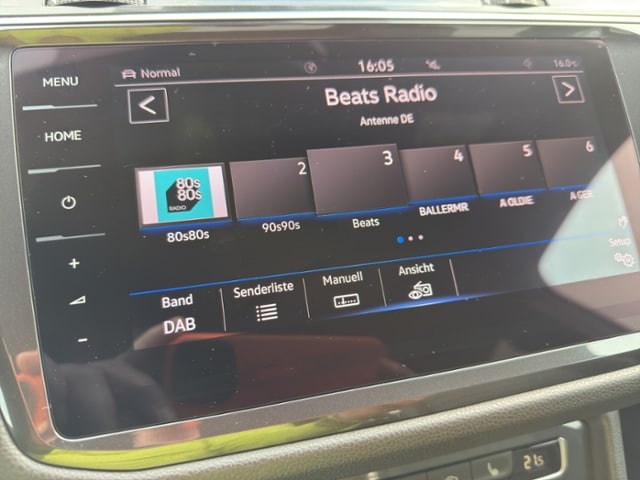 MENU
HOME
Normal
16:05
16.0°C
Beats Radio
Antenne DE
80s
80s
RADIO
2
3
4
5
6
80s80s
90s90s
Beats
BALLERMR
A OLDIE
A GER
Setup
Band
DAB
Senderliste
Manuell
Ansicht